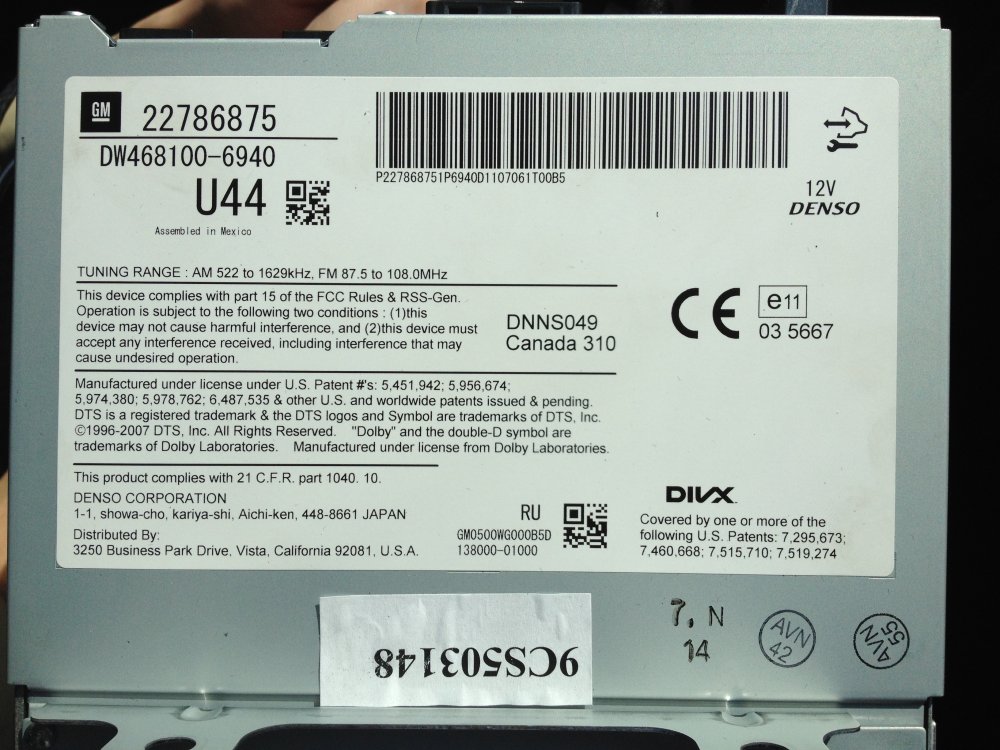 GM 22786875
DW468100-6940
U44
Assembled in Mexico
P227868751P6940D1107061T00B5
12V
DENSO
TUNING RANGE : AM 522 to 1629kHz, FM 87.5 to 108.0MHz
This device complies with part 15 of the FCC Rules & RSS-Gen.
Operation is subject to the following two conditions : (1)this
device may not cause harmful interference, and (2)this device must
accept any interference received, including interference that may
cause undesired operation.
DNNS049
Canada 310
CE e11
03 5667
Manufactured under license under U.S. Patent #'s: 5,451,942; 5,956,674;
5,974,380; 5,978,762; 6,487,535 & other U.S. and worldwide patents issued & pending.
DTS is a registered trademark & the DTS logos and Symbol are trademarks of DTS, Inc.
©1996-2007 DTS, Inc. All Rights Reserved. "Dolby" and the double-D symbol are
trademarks of Dolby Laboratories. Manufactured under license from Dolby Laboratories.
This product complies with 21 C.F.R. part 1040. 10.
DENSO CORPORATION
1-1, showa-cho, kariya-shi, Aichi-ken, 448-8661 JAPAN
Distributed By:
3250 Business Park Drive. Vista, California 92081, U.S.A.
RU
GM0500WG000B5D
138000-01000
DIVX
Covered by one or more of the
following U.S. Patents: 7,295,673;
7,460,668; 7,515,710; 7,519,274
9CS503148
7. N
14
AVN
42
AVN
55